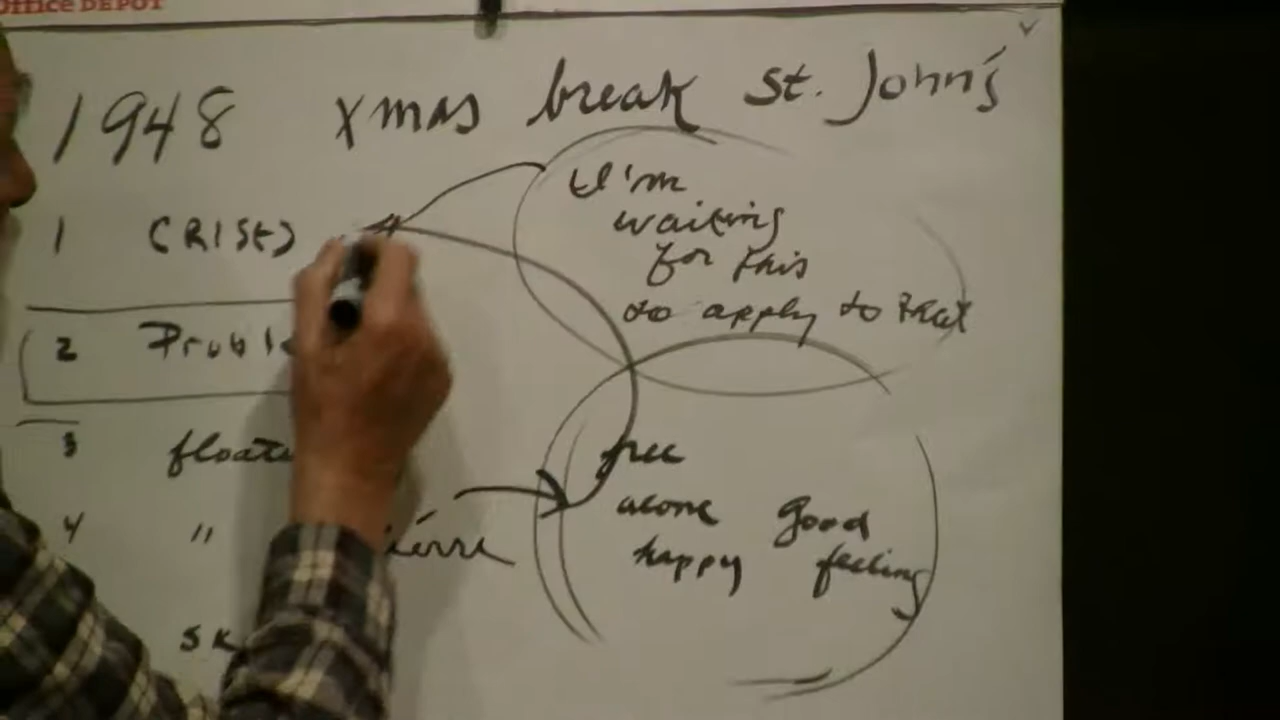 Office DEPOT
1948 xmas break St. John's
1 (RISt)
I'm
waiting
for this
to apply to that
2 Probl
3 floati
free
4 "
alone good
happy feeling
SK